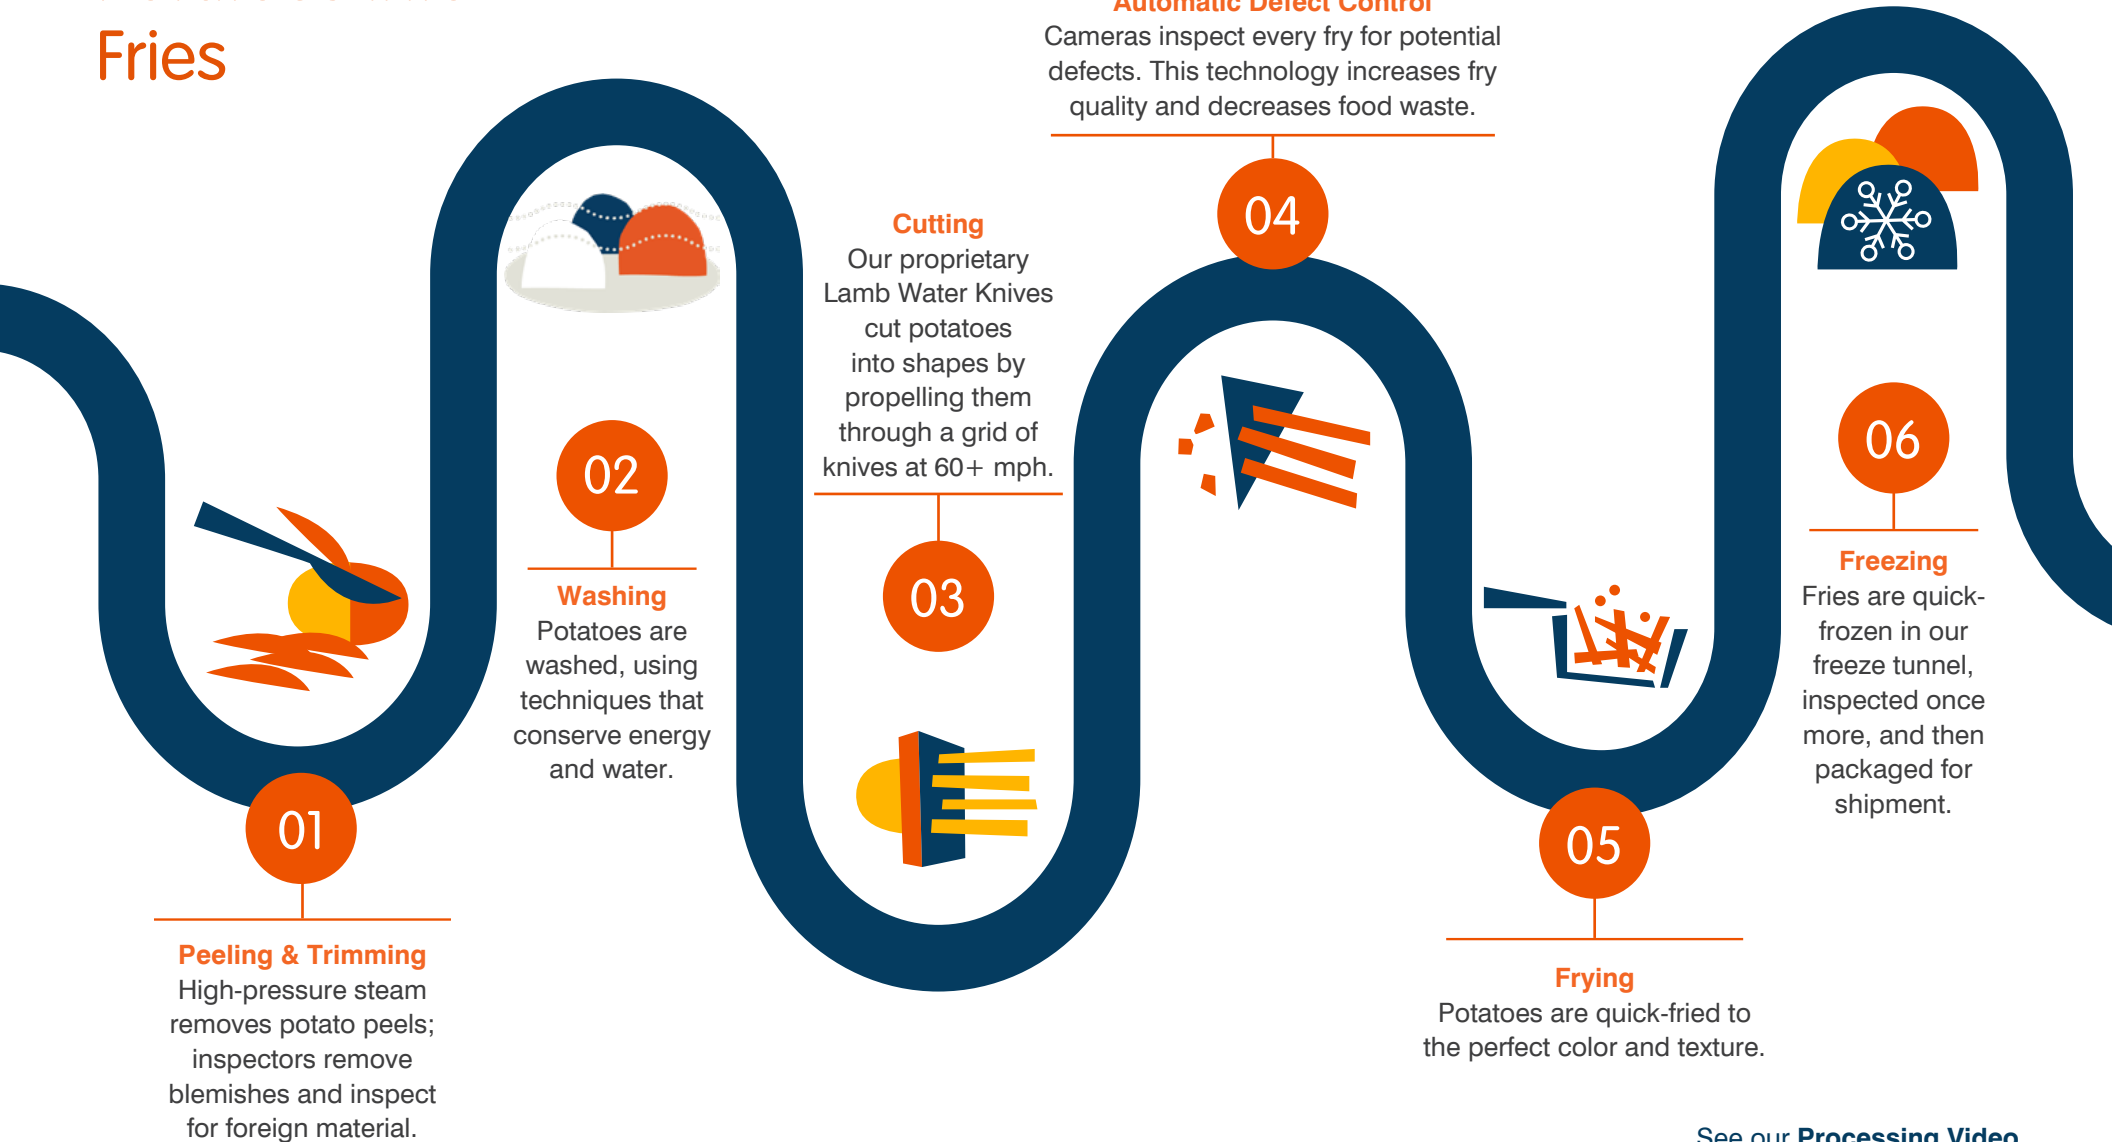 Fries
01
Peeling & Trimming
High-pressure steam
removes potato peels;
inspectors remove
blemishes and inspect
for foreign material.
02
Washing
Potatoes are
washed, using
techniques that
conserve energy
and water.
Cutting
Our proprietary
Lamb Water Knives
cut potatoes
into shapes by
propelling them
through a grid of
knives at 60+ mph.
03
Automatic Defect Control
Cameras inspect every fry for potential
defects. This technology increases fry
quality and decreases food waste.
04
05
Frying
Potatoes are quick-fried to
the perfect color and texture.
06
Freezing
Fries are quick-
frozen in our
freeze tunnel,
inspected once
more, and then
packaged for
shipment.
See our Processing Video